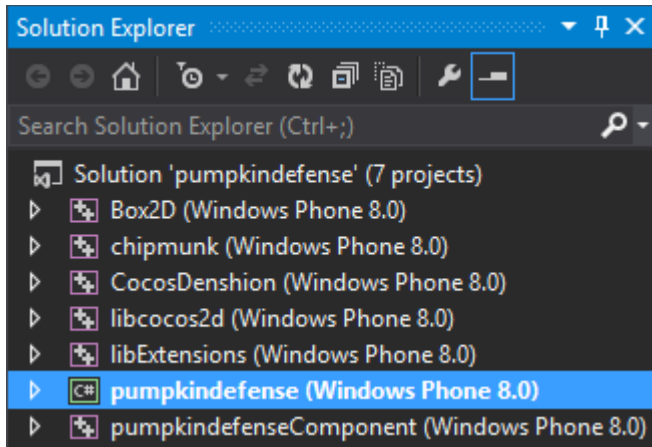 Solution Explorer
Search Solution Explorer (Ctrl+;)
Solution 'pumpkindefense' (7 projects)
Box2D (Windows Phone 8.0)
chipmunk (Windows Phone 8.0)
CocosDenshion (Windows Phone 8.0)
libcocos2d (Windows Phone 8.0)
libExtensions (Windows Phone 8.0)
C# pumpkindefense (Windows Phone 8.0)
pumpkindefenseComponent (Windows Phone 8.0)